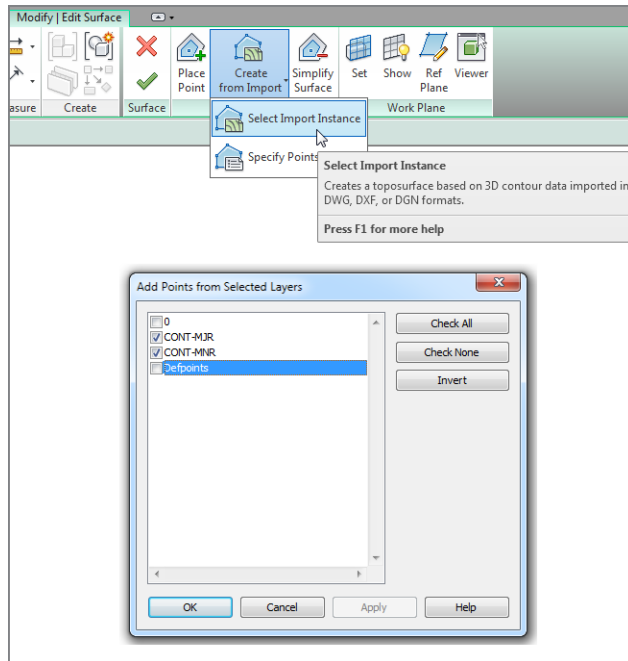 Modify | Edit Surface
Place
Point
Create
from Import
Simplify
Surface
Set
Show
Ref
Plane
Viewer
asure
Create
Surface
Work Plane
Select Import Instance
Specify Points
Select Import Instance
Creates a toposurface based on 3D contour data imported in
DWG, DXF, or DGN formats.
Press F1 for more help
Add Points from Selected Layers
0
CONT-MJR
CONT-MNR
Defpoints
Check All
Check None
Invert
OK
Cancel
Apply
Help